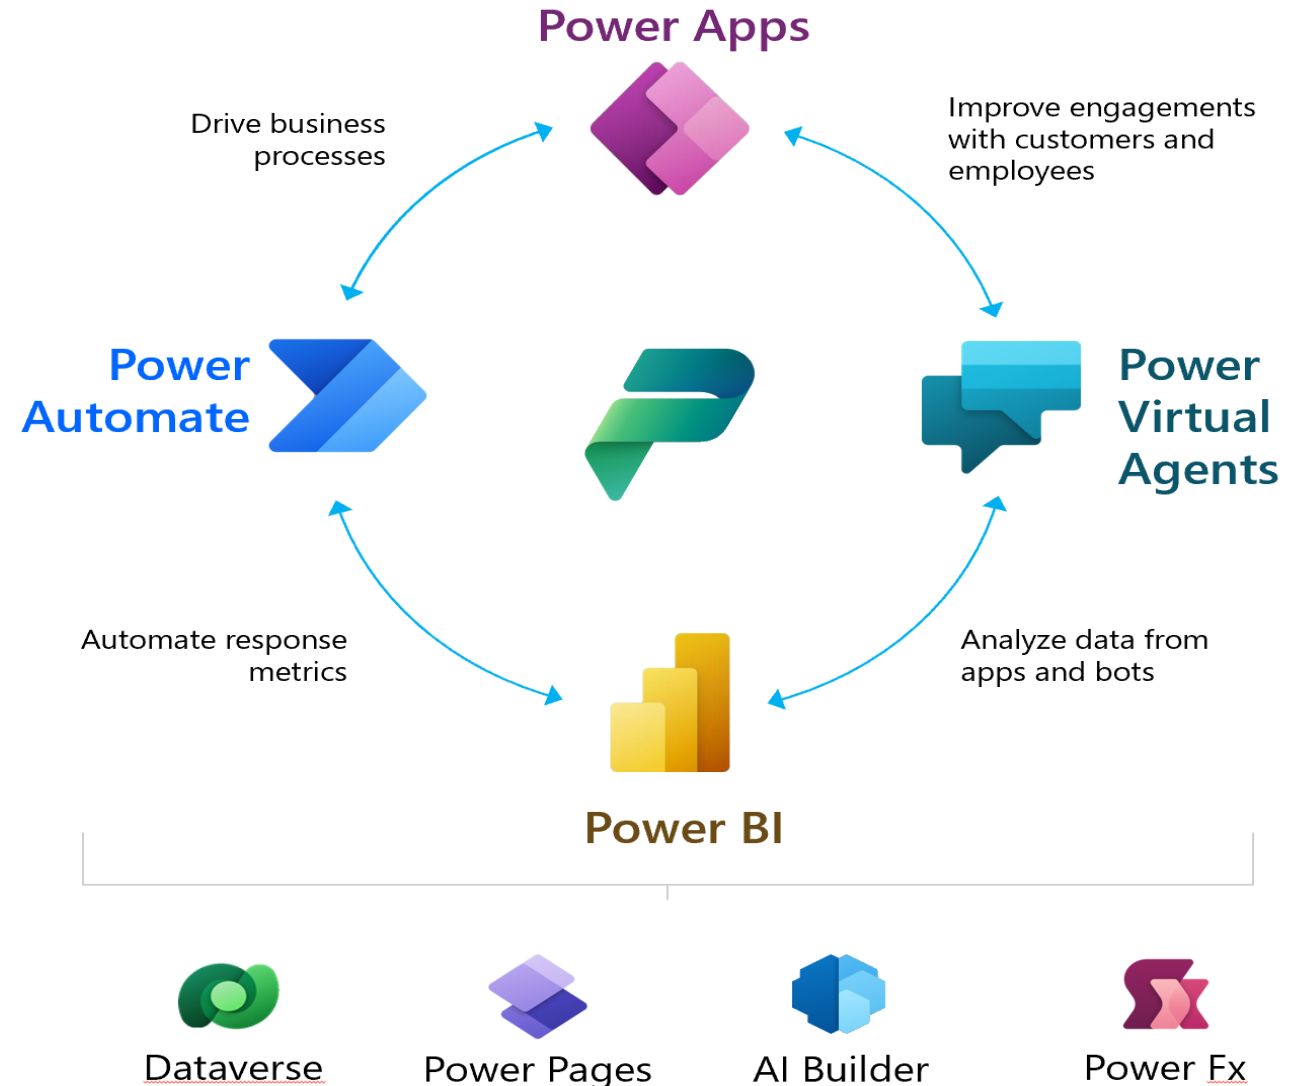 Power Apps
Drive business
processes
Improve engagements
with customers and
employees
Power
Automate
Power
Virtual
Agents
Automate response
metrics
Analyze data from
apps and bots
Power BI
Dataverse
Power Pages
AI Builder
Power Fx